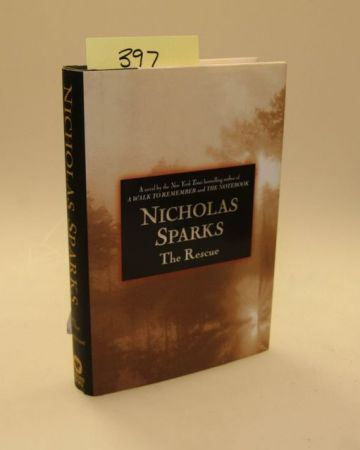 397
A novel by the New York Times bestselling author of
A WALK TO REMEMBER and THE NOTEBOOK
NICHOLAS
SPARKS
The Rescue
NICHOLAS SPARKS